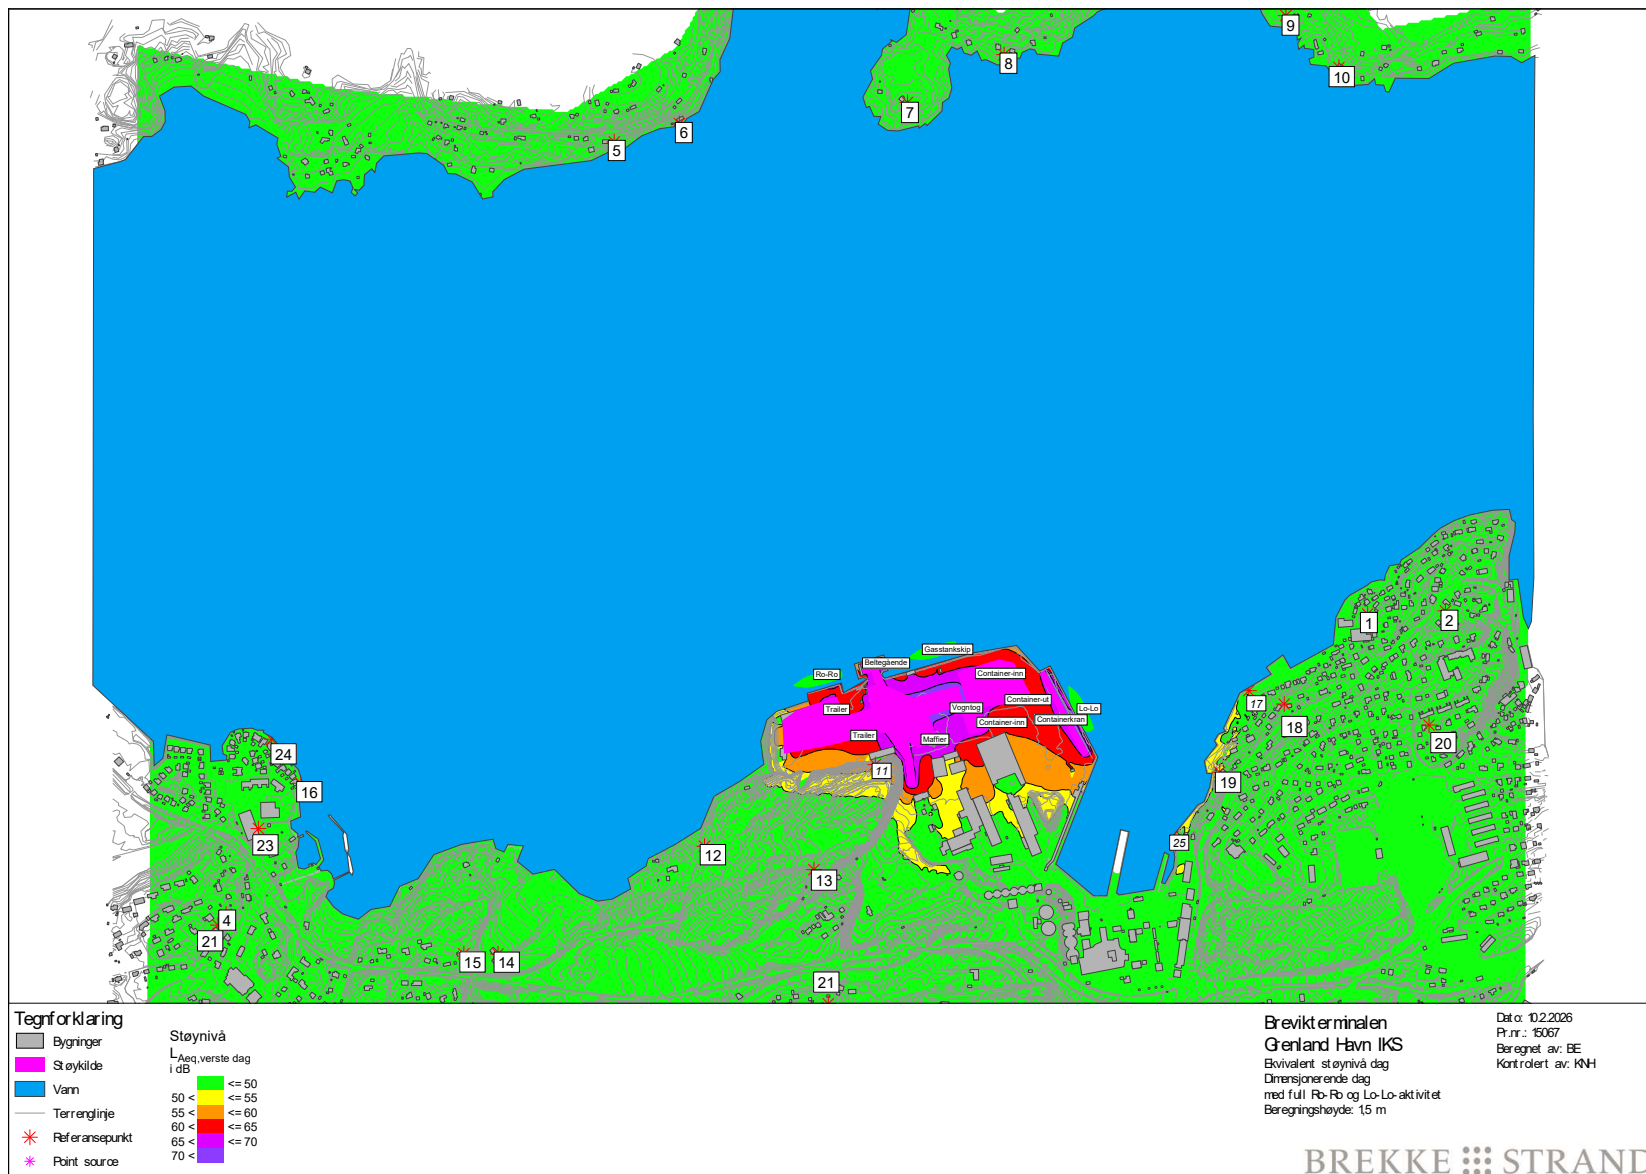 9
8
10
7
6
5
1
2
Gasstankskip
Beltegående
Ro-Ro
Container-inn
Container-ut
Trailer
Vogntog
Lo-Lo
Container-inn
Containerkran
Trailer
Maffier
17
18
20
24
11
19
16
23
12
25
13
4
21
15
14
21
Tegnforklaring
Bygninger
Støykilde
Vann
Terrenglinje
Referansepunkt
Point source
Støynivå
LAeq,verste dag
i dB
<= 50
50 < <= 55
55 < <= 60
60 < <= 65
65 < <= 70
70 <
Brevikterminalen
Grenland Havn IKS
Ekvivalent støynivå dag
Dimensjonerende dag
med full Ro-Ro og Lo-Lo-aktivitet
Beregningshøyde: 1,5 m
Dato: 10.2.2026
Pr.nr.: 15067
Beregnet av: BE
Kontrolert av: KNH
BREKKE STRAND